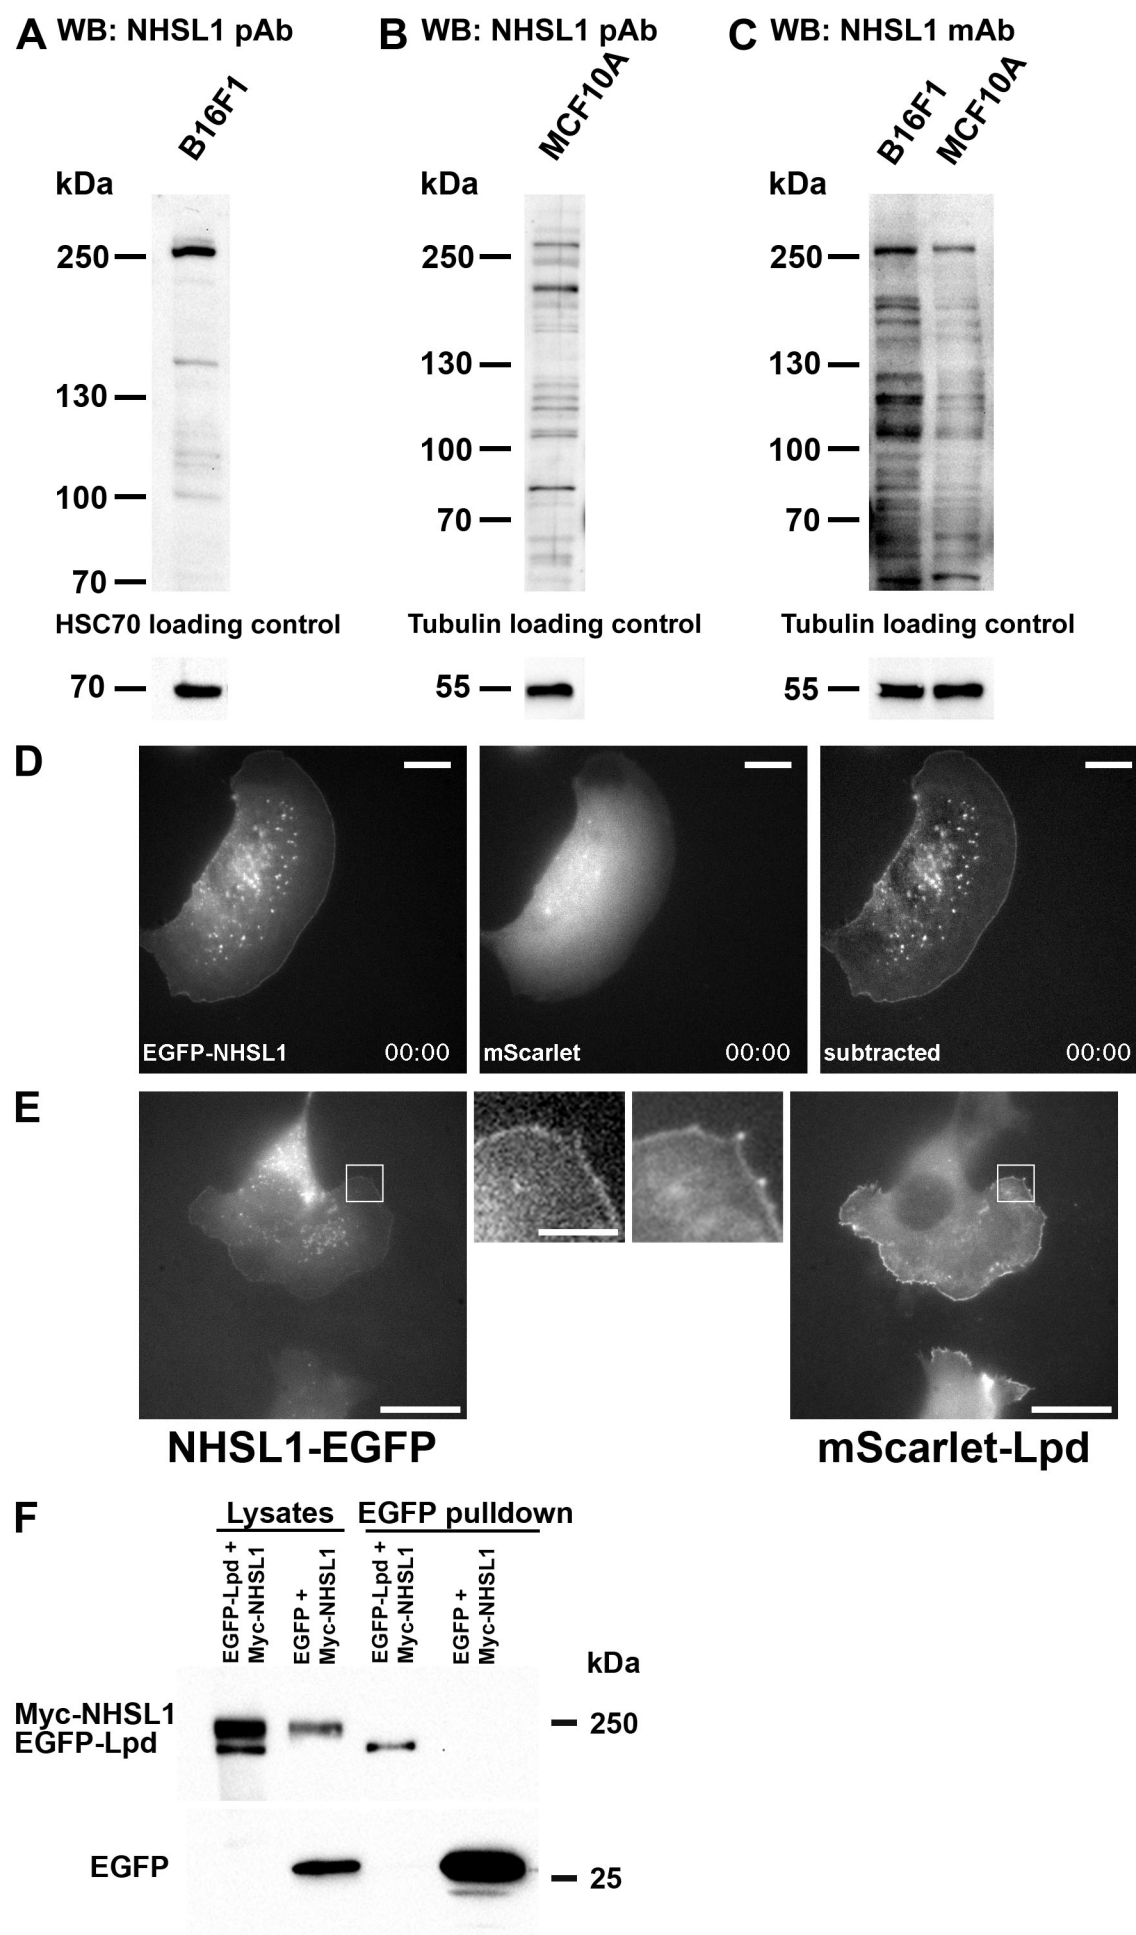 A WB: NHSL1 pAb
B16F1
kDa
250
130
100
70
HSC70 loading control
70
B WB: NHSL1 pAb
MCF10A
kDa
250
130
100
70
Tubulin loading control
55
C WB: NHSL1 mAb
B16F1
MCF10A
kDa
250
130
100
70
Tubulin loading control
55
D
EGFP-NHSL1 00:00
mScarlet 00:00
subtracted 00:00
E
NHSL1-EGFP
mScarlet-Lpd
F
Lysates
EGFP pulldown
EGFP-Lpd +
Myc-NHSL1
EGFP +
Myc-NHSL1
EGFP-Lpd +
Myc-NHSL1
EGFP +
Myc-NHSL1
kDa
Myc-NHSL1
250
EGFP-Lpd
EGFP
25